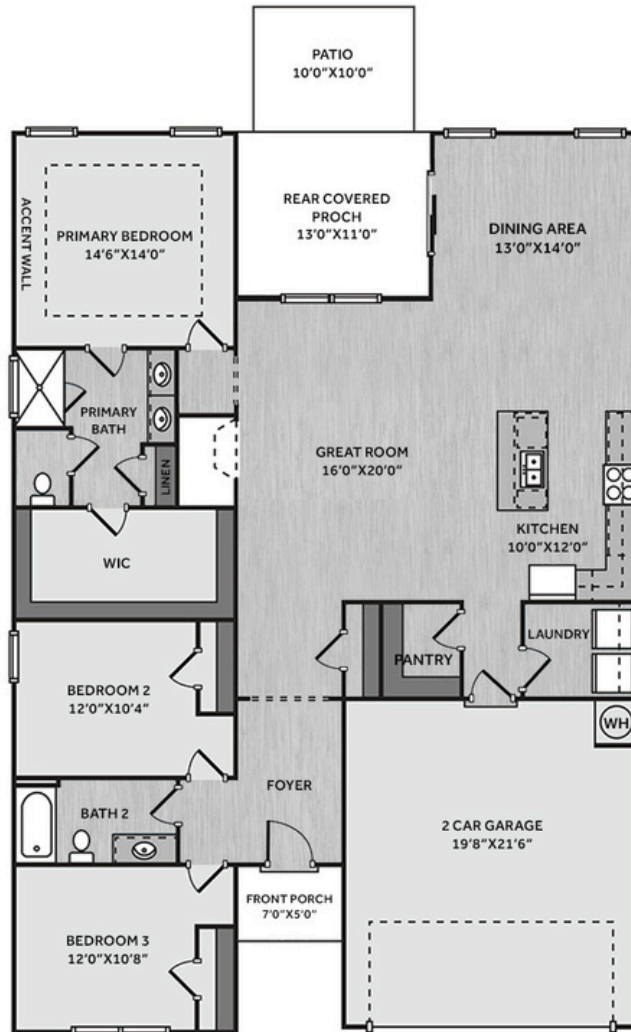 PATIO
10'0"X10'0"
REAR COVERED
PROCH
13'0"X11'0"
DINING AREA
13'0"X14'0"
ACCENT WALL
PRIMARY BEDROOM
14'6"X14'0"
PRIMARY
BATH
LINEN
GREAT ROOM
16'0"X20'0"
KITCHEN
10'0"X12'0"
WIC
PANTRY
LAUNDRY
BEDROOM 2
12'0"X10'4"
WH
FOYER
BATH 2
2 CAR GARAGE
19'8"X21'6"
FRONT PORCH
7'0"X5'0"
BEDROOM 3
12'0"X10'8"